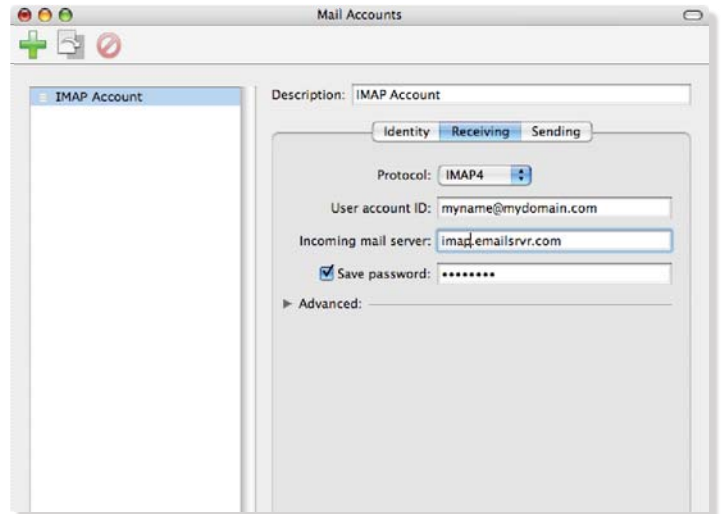 Mail Accounts
IMAP Account
Description: IMAP Account
Identity Receiving Sending
Protocol: IMAP4
User account ID: myname@mydomain.com
Incoming mail server: imap.emailsrvr.com
Save password: ••••••••
Advanced: